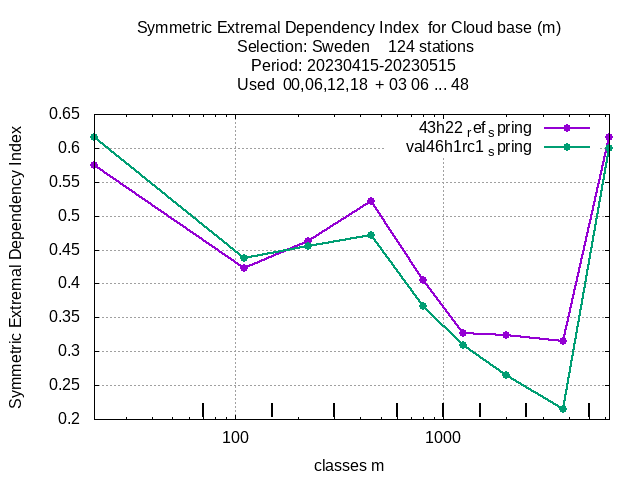 Symmetric Extremal Dependency Index  for Cloud base (m)
Selection: Sweden    124 stations
Period: 20230415-20230515
Used  00,06,12,18  + 03 06 ... 48
43h22 ref spring
val46h1rc1 spring
Symmetric Extremal Dependency Index
0.65
0.6
0.55
0.5
0.45
0.4
0.35
0.3
0.25
0.2
100
1000
classes m